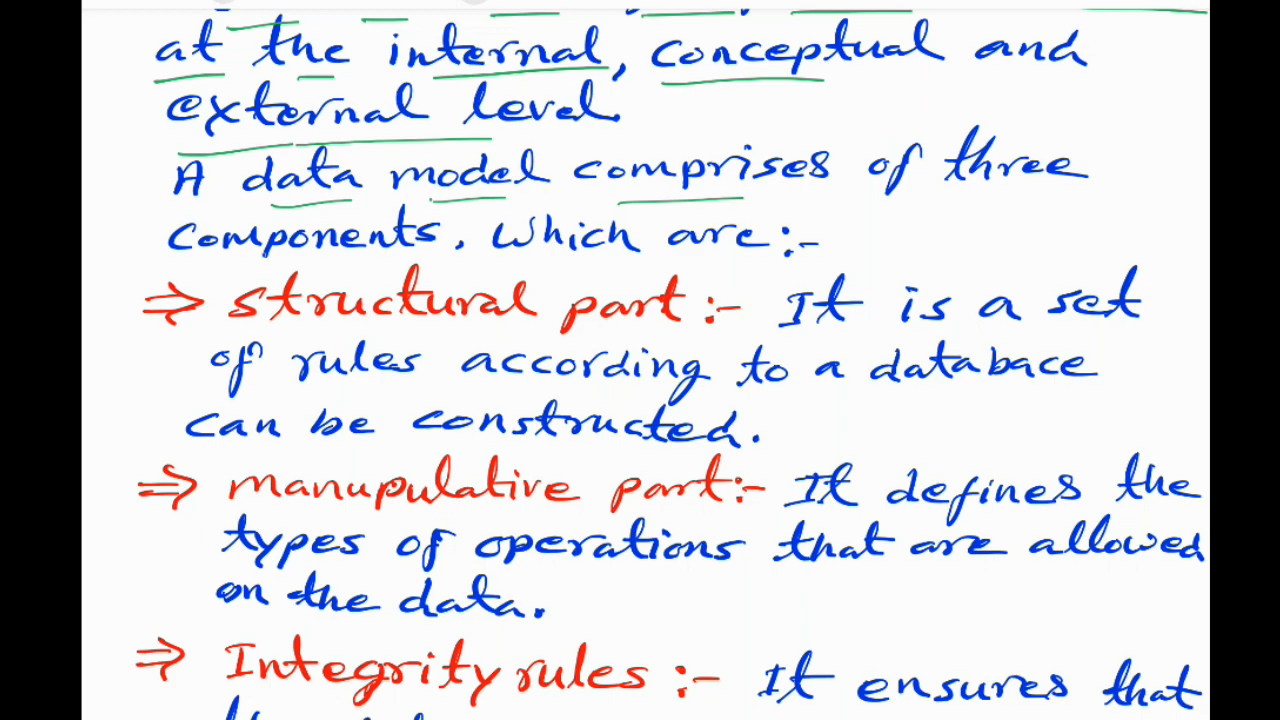 at the internal, conceptual and
external level.
A data model comprises of three
components. Which are:-
⇒ structural part:- It is a set
of rules according to a databace
can be constructed.
⇒ manupulative part:- It defines the
types of operations that are allowed
on the data.
⇒ Integrity rules:- It ensures that